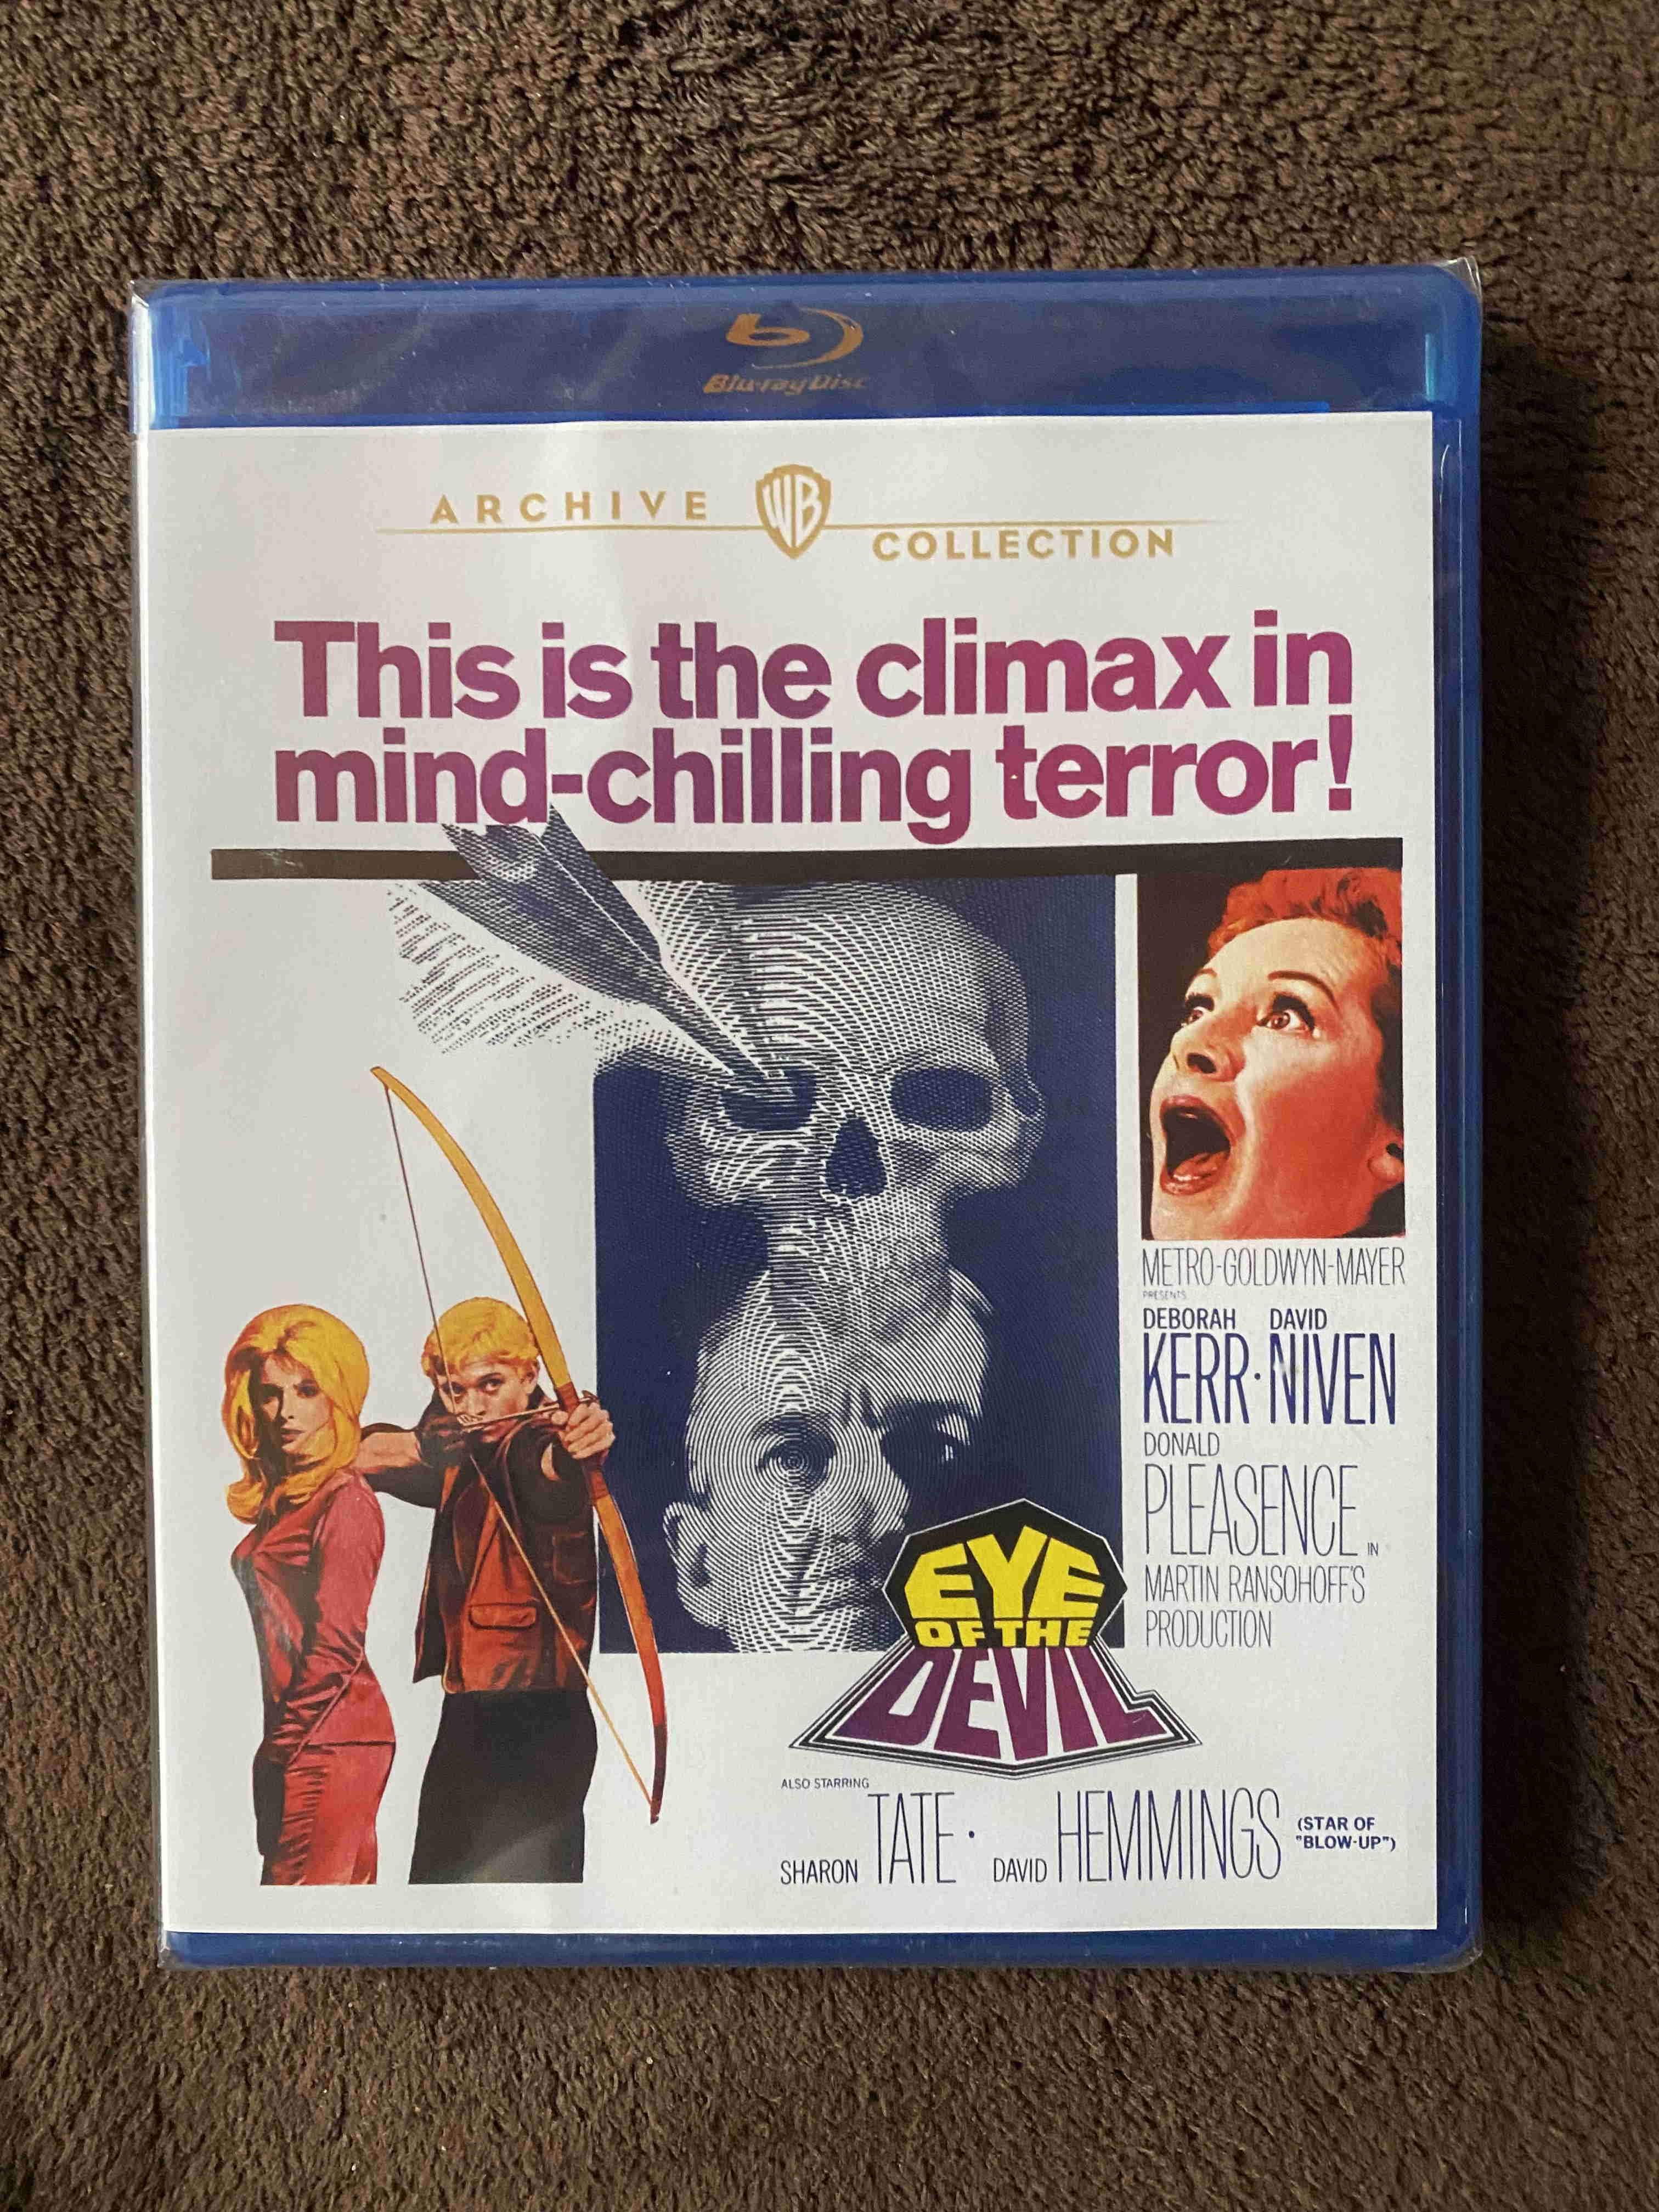 Blu-ray Disc
ARCHIVE WB COLLECTION
This is the climax in
mind-chilling terror!
METRO-GOLDWYN-MAYER
PRESENTS
DEBORAH DAVID
KERR·NIVEN
DONALD
PLEASENCE IN
MARTIN RANSOHOFF'S
PRODUCTION
EYE
OF THE
DEVIL
ALSO STARRING
SHARON TATE · DAVID HEMMINGS (STAR OF
"BLOW-UP")